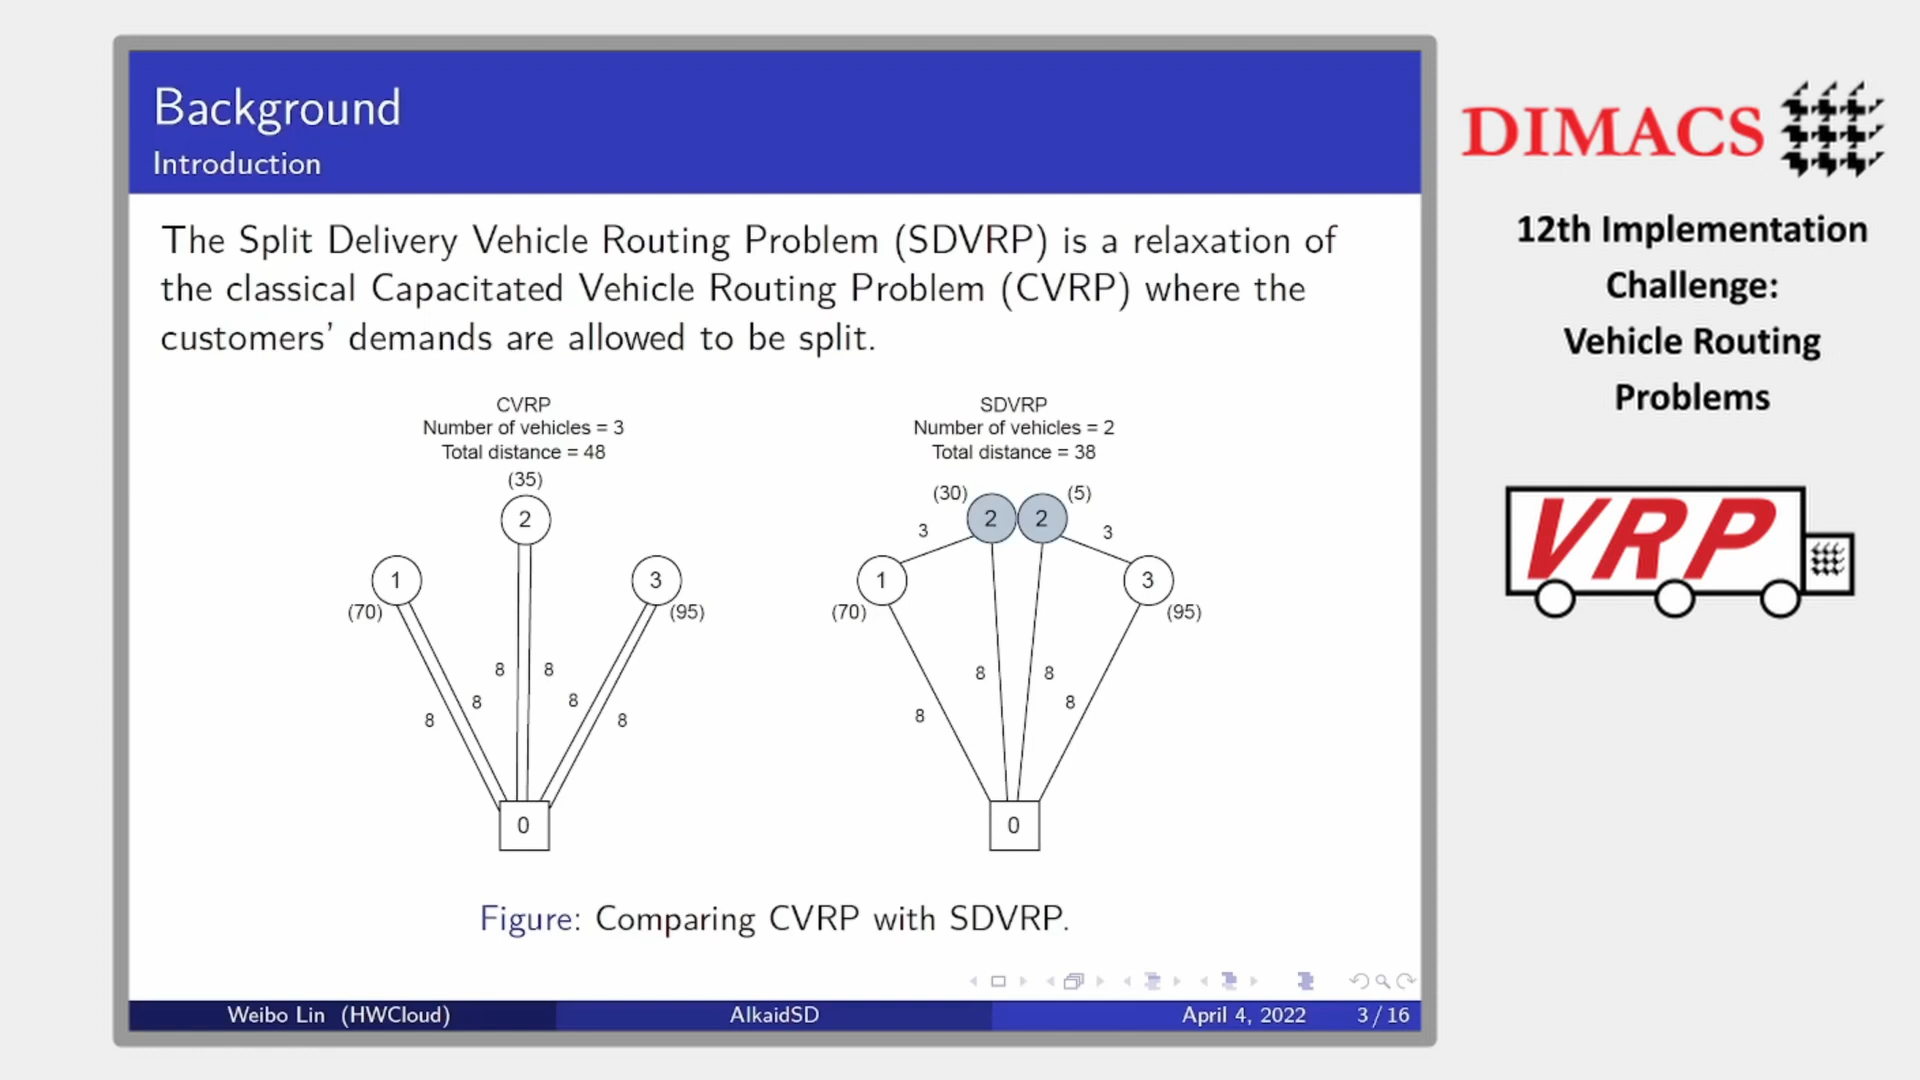 Background
Introduction
The Split Delivery Vehicle Routing Problem (SDVRP) is a relaxation of
the classical Capacitated Vehicle Routing Problem (CVRP) where the
customers' demands are allowed to be split.
CVRP
Number of vehicles = 3
Total distance = 48
(35)
2
1
3
(70)
(95)
8
8
8
8
8
8
0
SDVRP
Number of vehicles = 2
Total distance = 38
(30)
(5)
2
2
3
3
1
3
(70)
(95)
8
8
8
8
0
Figure: Comparing CVRP with SDVRP.
Weibo Lin (HWCloud)
AlkaidSD
April 4, 2022
3 / 16
DIMACS
12th Implementation
Challenge:
Vehicle Routing
Problems
VRP